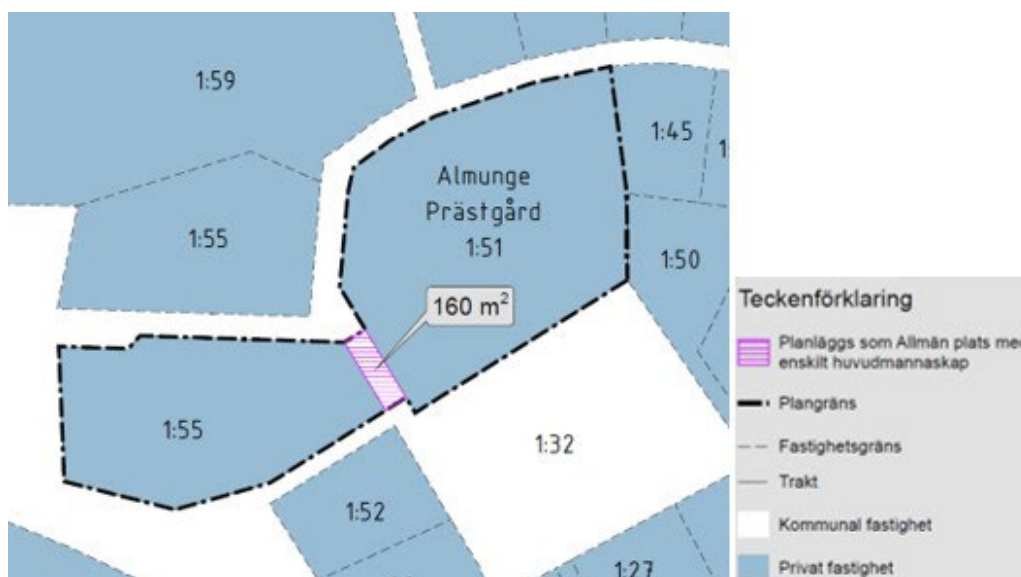 1:59
1:45
Almunge
Prästgård
1:51
1:55
1:50
160 m²
1:55
1:32
1:52
1:27
Teckenförklaring
Planläggs som Allmän plats med
enskilt huvudmannaskap
Plangräns
Fastighetsgräns
Trakt
Kommunal fastighet
Privat fastighet